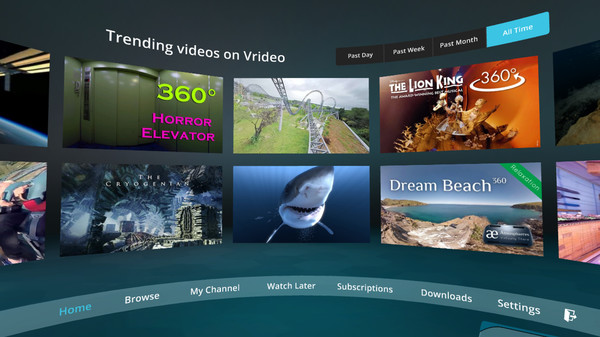 Trending videos on Vrideo
Past Day
Past Week
Past Month
All Time
360°
Horror
Elevator
THE LION KING
THE AWARD-WINNING BEST MUSICAL
360°
THE
CRYOGENIAN
Dream Beach 360
Relaxation
æ
Home
Browse
My Channel
Watch Later
Subscriptions
Downloads
Settings